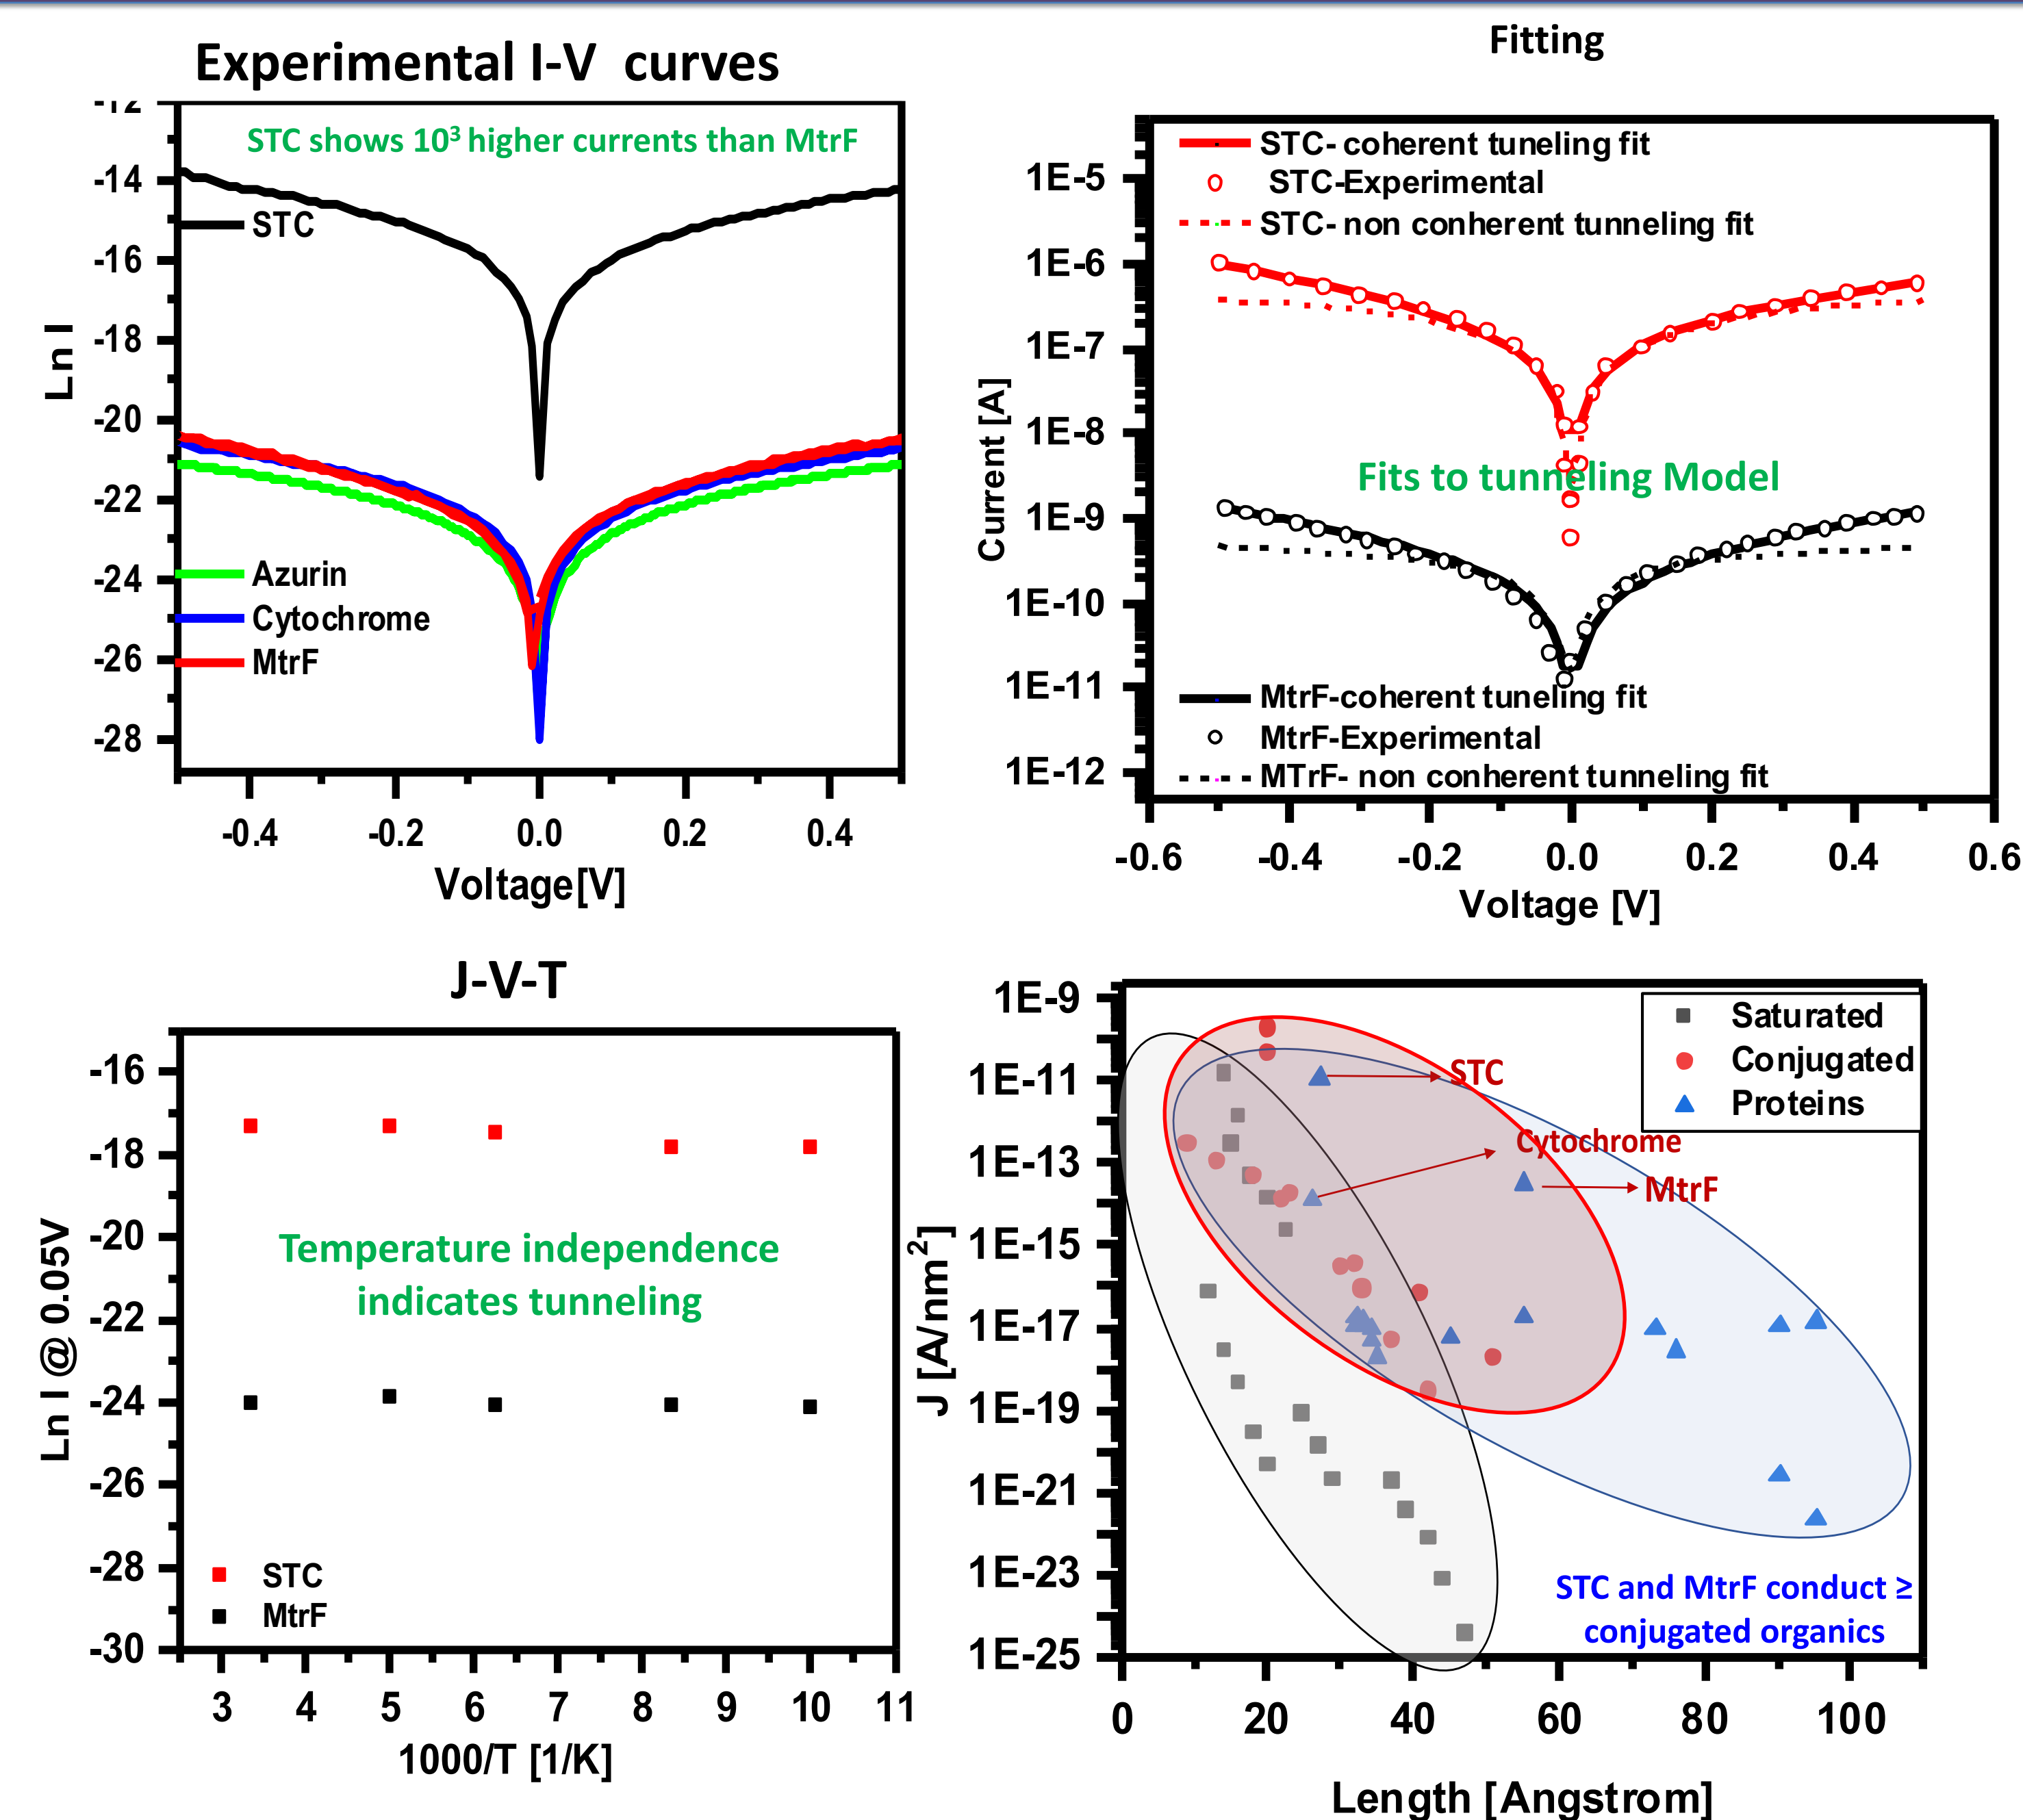 Experimental I-V  curves
STC shows 10³ higher currents than MtrF
-12
-14
-16
-18
-20
-22
-24
-26
-28
Ln I
STC
Azurin
Cytochrome
MtrF
-0.4
-0.2
0.0
0.2
0.4
Voltage[V]
Fitting
STC- coherent tuneling fit
STC-Experimental
STC- non conherent tunneling fit
1E-5
1E-6
1E-7
1E-8
1E-9
1E-10
1E-11
1E-12
Current [A]
Fits to tunneling Model
MtrF-coherent tuneling fit
MtrF-Experimental
MTrF- non conherent tunneling fit
-0.6
-0.4
-0.2
0.0
0.2
0.4
0.6
Voltage [V]
J-V-T
-16
-18
-20
-22
-24
-26
-28
-30
Ln I @ 0.05V
Temperature independence
indicates tunneling
STC
MtrF
3
4
5
6
7
8
9
10
11
1000/T [1/K]
1E-9
1E-11
1E-13
1E-15
1E-17
1E-19
1E-21
1E-23
1E-25
J [A/nm²]
Saturated
Conjugated
Proteins
STC
Cytochrome
MtrF
STC and MtrF conduct ≥
conjugated organics
0
20
40
60
80
100
Length [Angstrom]